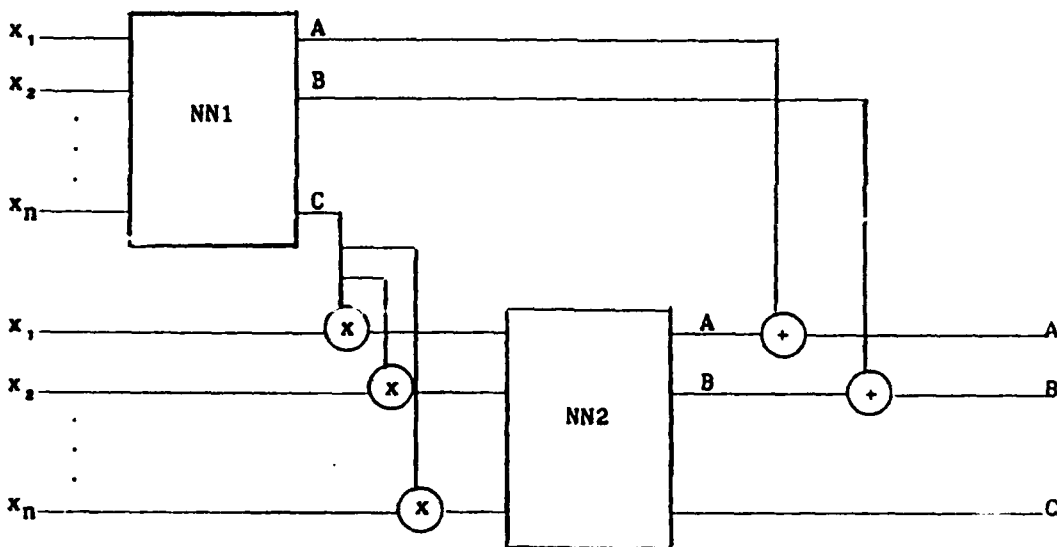 x₁ A
x₂ B
NN1
xₙ C
x₁ x A + A
x₂ x B + B
NN2
xₙ x C